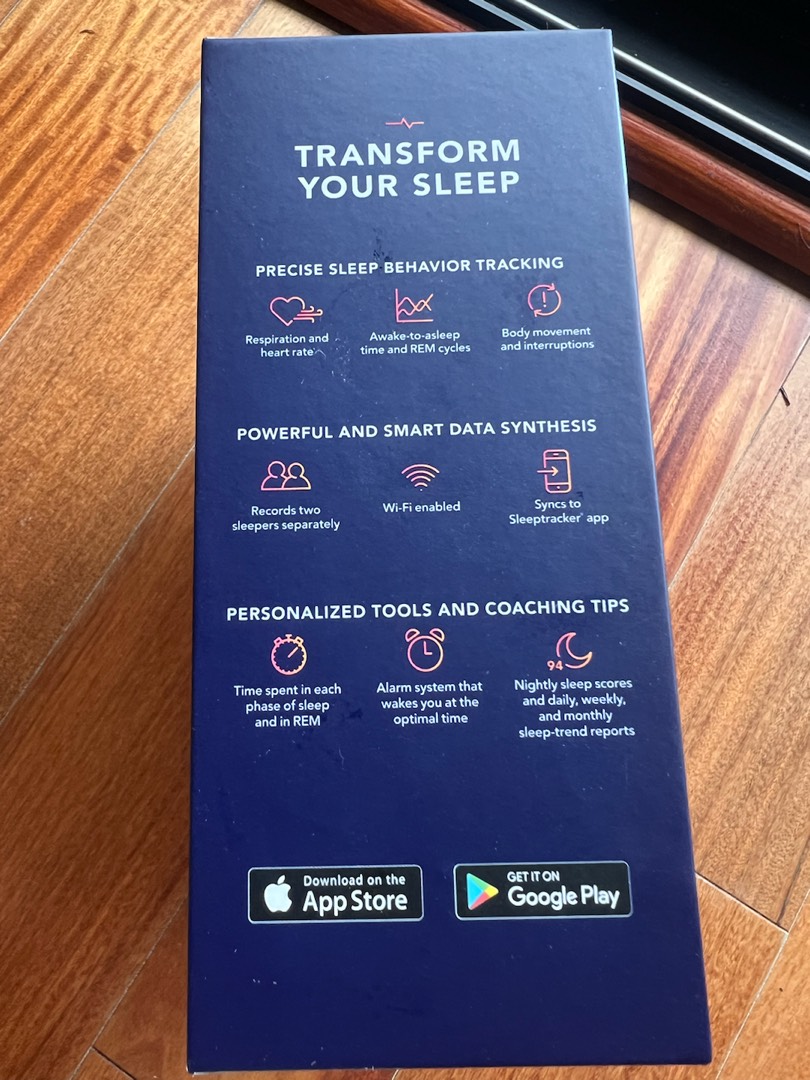 TRANSFORM
YOUR SLEEP
PRECISE SLEEP BEHAVIOR TRACKING
Respiration and
heart rate
Awake-to-asleep
time and REM cycles
Body movement
and interruptions
POWERFUL AND SMART DATA SYNTHESIS
Records two
sleepers separately
Wi-Fi enabled
Syncs to
Sleeptracker® app
PERSONALIZED TOOLS AND COACHING TIPS
Time spent in each
phase of sleep
and in REM
Alarm system that
wakes you at the
optimal time
94
Nightly sleep scores
and daily, weekly,
and monthly
sleep-trend reports
Download on the
App Store
GET IT ON
Google Play